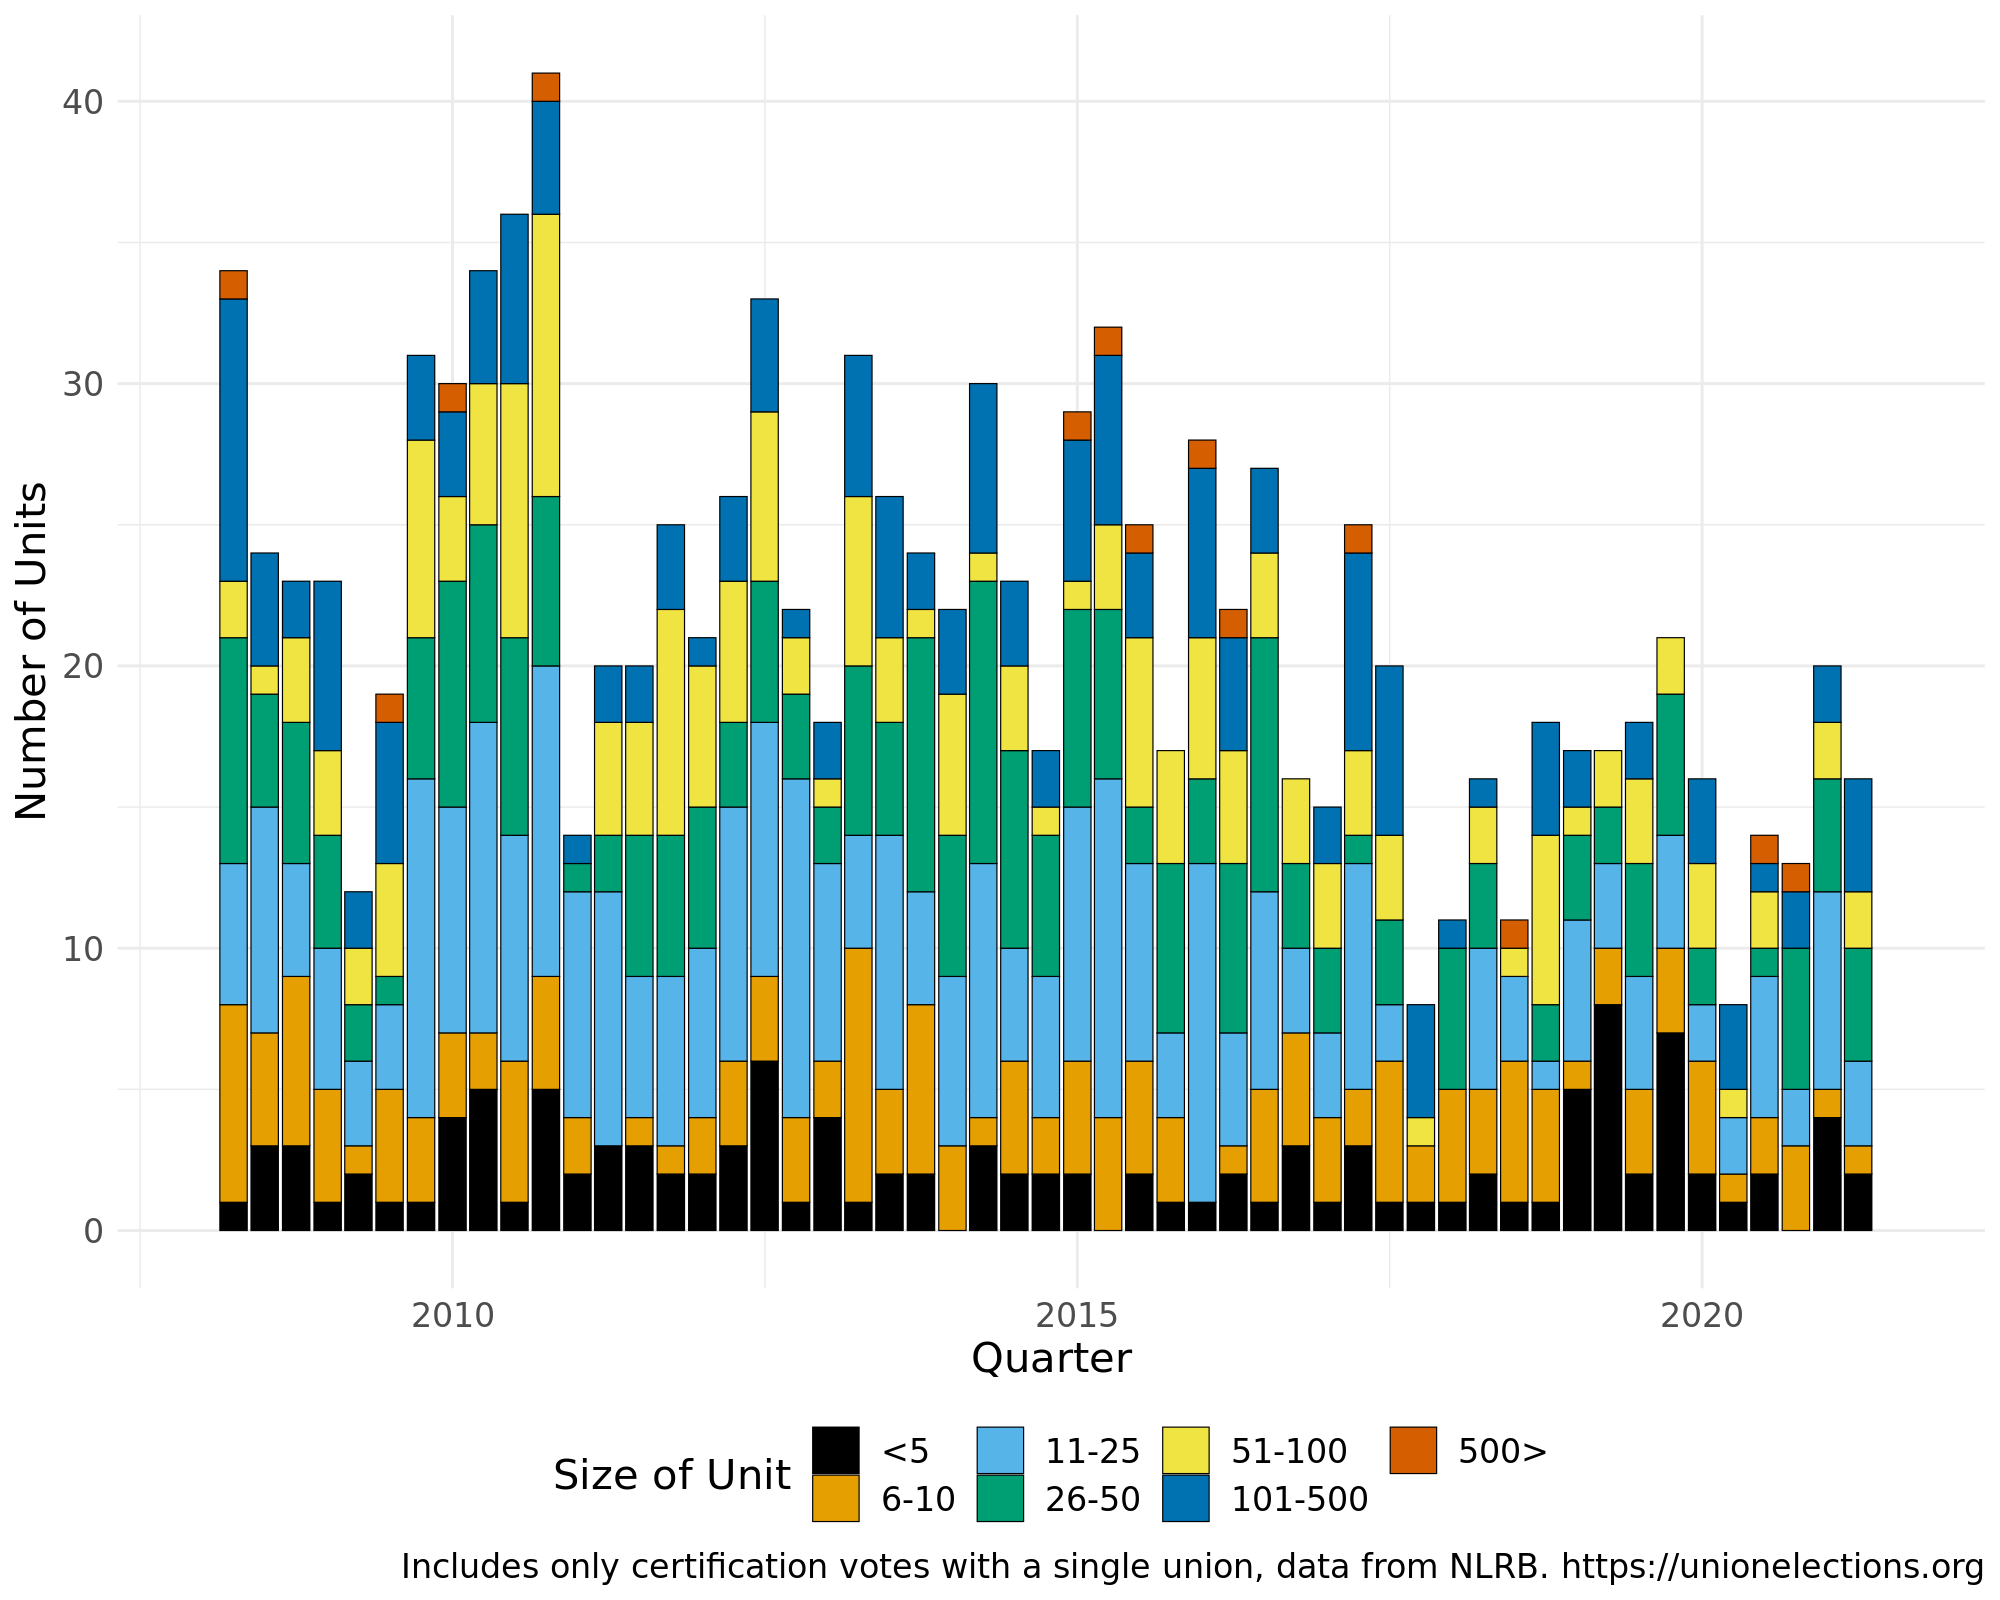 40
30
20
10
0
Number of Units
2010 2015 2020
Quarter
Size of Unit
<5 11-25 51-100 500>
6-10 26-50 101-500
Includes only certification votes with a single union, data from NLRB. https://unionelections.org